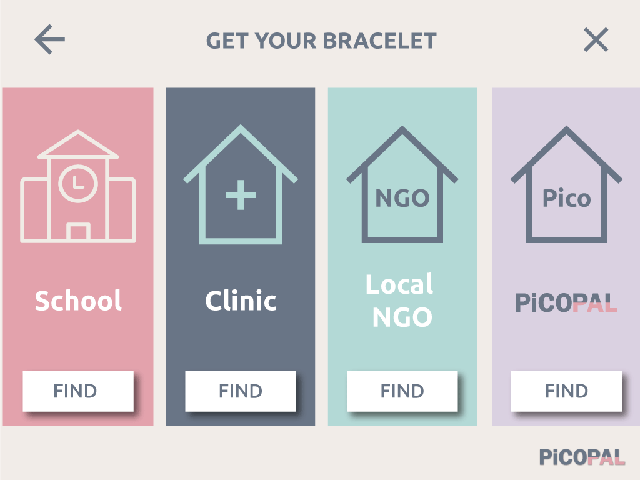 GET YOUR BRACELET
NGO
Pico
School
Clinic
Local
NGO
PiCOPAL
FIND
FIND
FIND
FIND
PiCOPAL